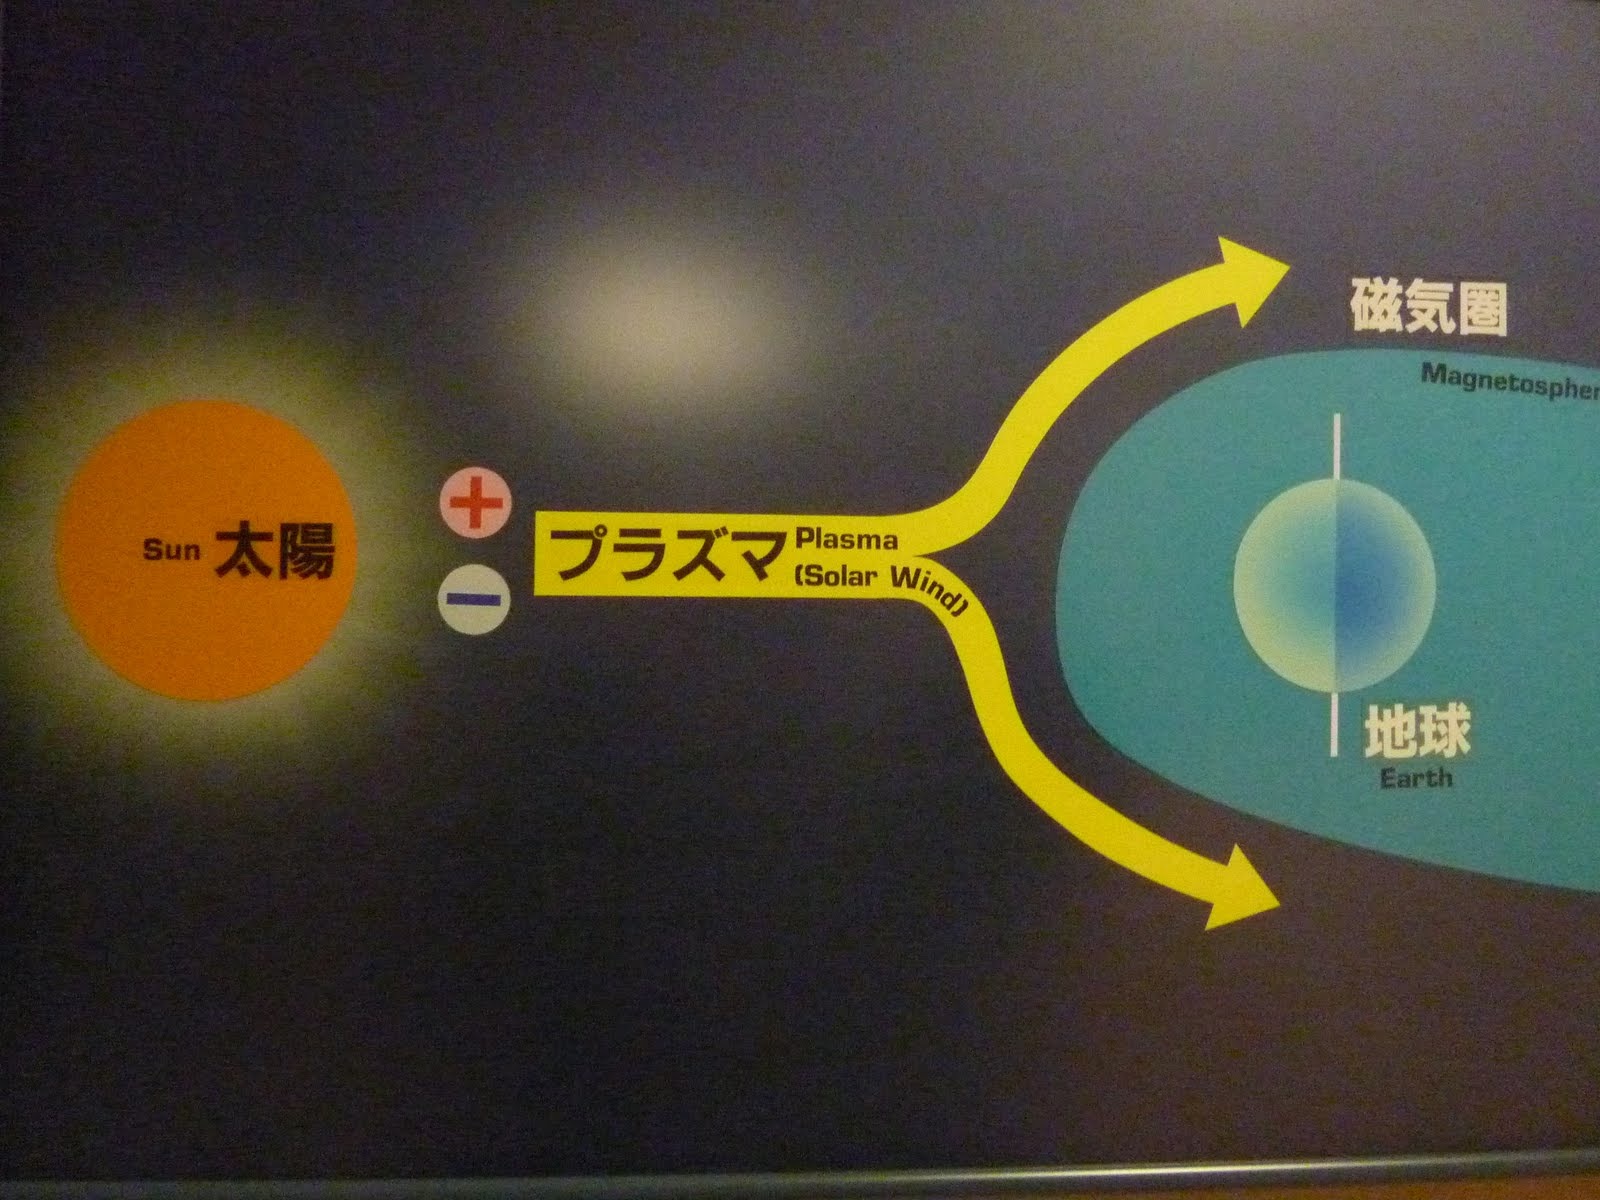 Sun 太陽
プラズマ Plasma
(Solar Wind)
磁気圏
Magnetospher
地球
Earth